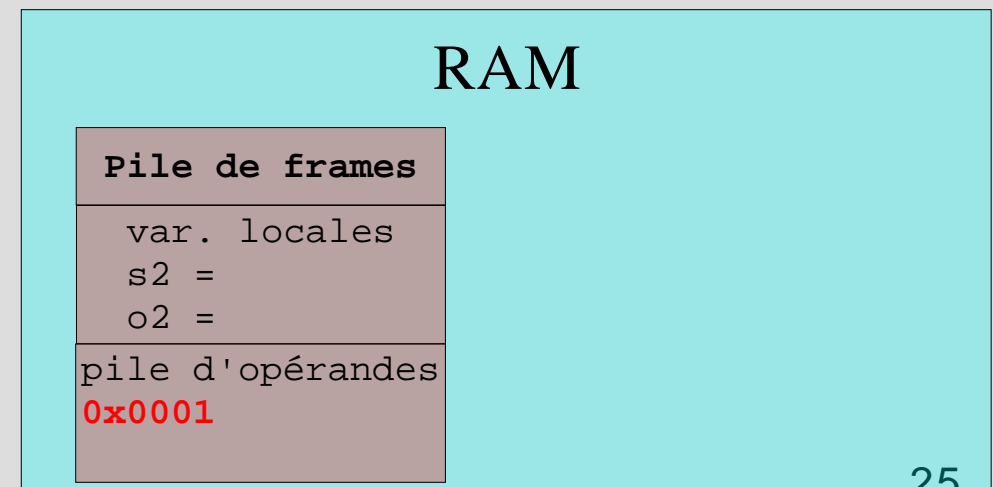 RAM
Pile de frames
var. locales
s2 =
o2 =
pile d'opérandes
0x0001
25